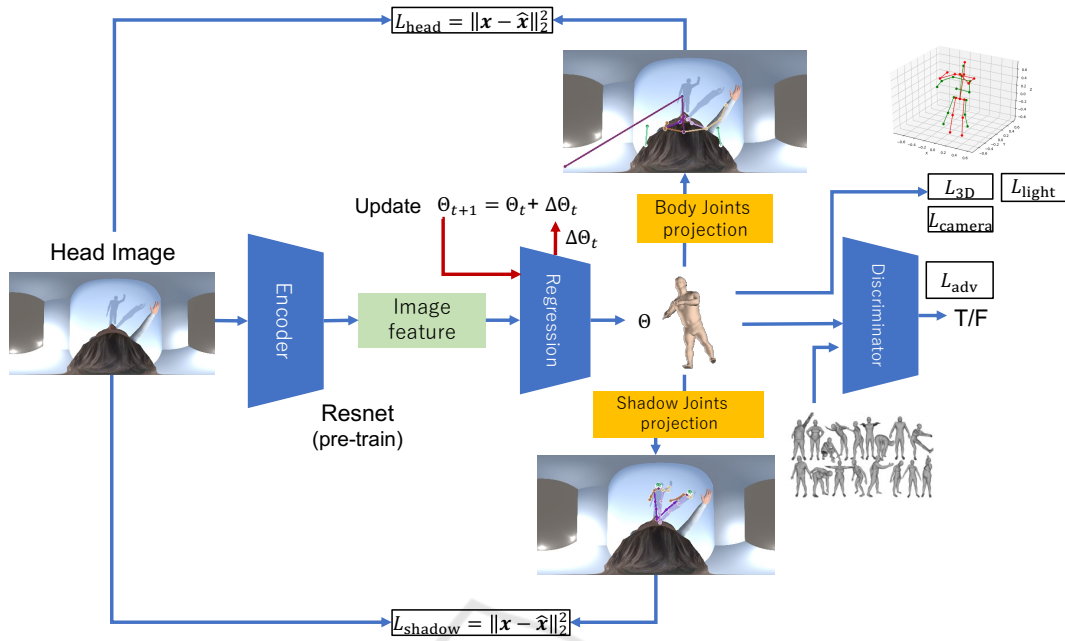 L_head = ‖x − x̂‖₂²
Update Θ_{t+1} = Θ_t + ΔΘ_t
ΔΘ_t
Body Joints
projection
L_3D
L_light
L_camera
Head Image
Encoder
Image
feature
Regression
Θ
Discriminator
L_adv
T/F
Resnet
(pre-train)
Shadow Joints
projection
L_shadow = ‖x − x̂‖₂²